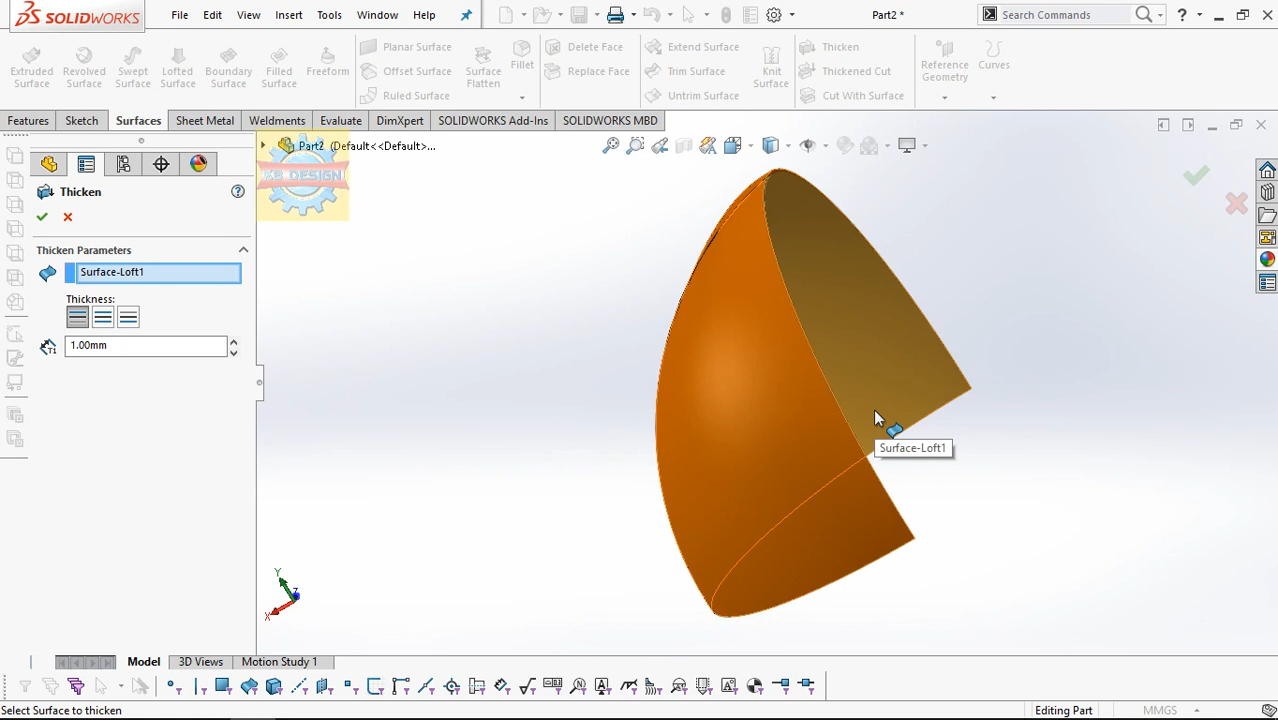 SOLIDWORKS File Edit View Insert Tools Window Help Part2 * Search Commands ?
Extruded Surface
Revolved Surface
Swept Surface
Lofted Surface
Boundary Surface
Filled Surface
Freeform
Planar Surface
Offset Surface
Ruled Surface
Surface Flatten
Fillet
Delete Face
Replace Face
Extend Surface
Trim Surface
Untrim Surface
Knit Surface
Thicken
Thickened Cut
Cut With Surface
Reference Geometry
Curves
Features Sketch Surfaces Sheet Metal Weldments Evaluate DimXpert SOLIDWORKS Add-Ins SOLIDWORKS MBD
Part2 (Default<<Default>...
DESIGN
Thicken ?
Thicken Parameters
Surface-Loft1
Thickness:
T1 1.00mm
Surface-Loft1
Y
Z
X
Model 3D Views Motion Study 1
Select Surface to thicken Editing Part MMGS